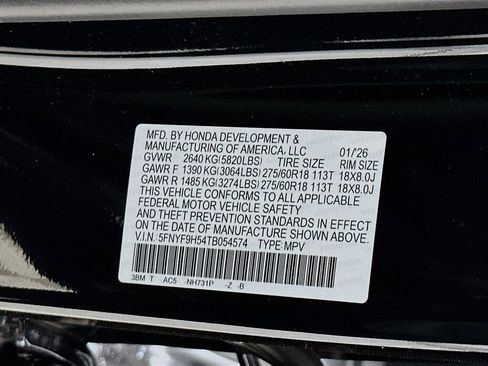 MFD. BY HONDA DEVELOPMENT &
MANUFACTURING OF AMERICA, LLC 01/'26
GVWR 2640 KG(5820LBS) TIRE SIZE RIM SIZE
GAWR F 1390 KG(3064LBS) 275/60R18 113T 18X8.0J
GAWR R 1485 KG(3274LBS) 275/60R18 113T 18X8.0J
THIS VEHICLE CONFORMS TO ALL APPLICABLE
FEDERAL MOTOR VEHICLE SAFETY
AND THEFT PREVENTION STANDARDS IN EFFECT
ON THE DATE OF MANUFACTURE SHOWN ABOVE.
V.I.N. 5FNYF9H54TB054574 TYPE: MPV
3BM T AC5 -NH731P -Z -B